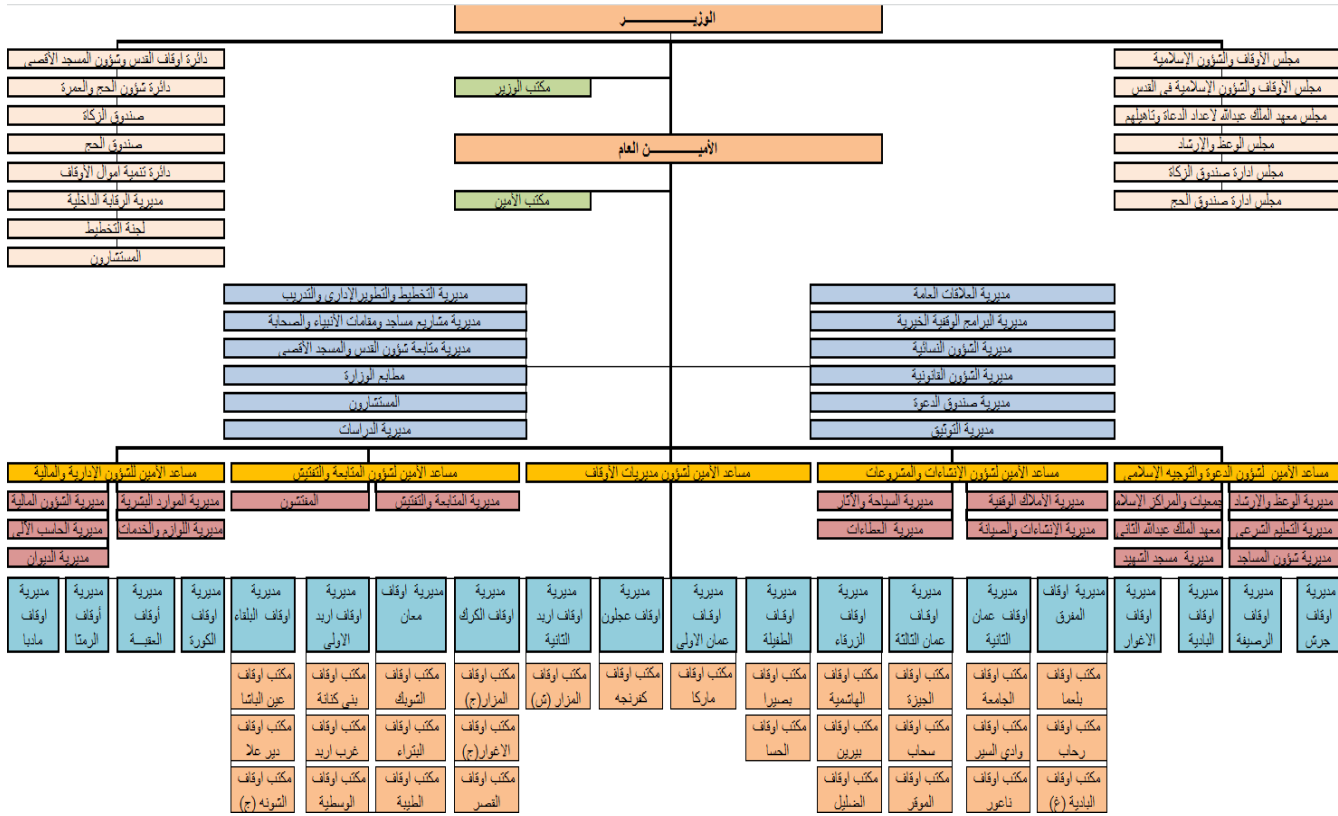 الوزيـــــــر
مجلس الأوقاف والشؤون الإسلامية
مجلس الأوقاف والشؤون الإسلامية في القدس
مجلس معهد الملك عبدالله لاعداد الدعاة وتاهيلهم
مجلس الوعظ والإرشاد
مجلس ادارة صندوق الزكاة
مجلس ادارة صندوق الحج
مكتب الوزير
الأميـــــن العام
مكتب الأمين
دائرة اوقاف القدس وشؤون المسجد الأقصى
دائرة شؤون الحج والعمرة
صندوق الزكاة
صندوق الحج
دائرة تنمية اموال الأوقاف
مديرية الرقابة الداخلية
لجنة التخطيط
المستشارون
مديرية العلاقات العامة
مديرية البرامج الوقفية الخيرية
مديرية الشؤون النسائية
مديرية الشؤون القانونية
مديرية صندوق الدعوة
مديرية التوثيق
مديرية التخطيط والتطوير الإداري والتدريب
مديرية مشاريع مساجد ومقامات الأنبياء والصحابة
مديرية متابعة شؤون القدس والمسجد الأقصى
مطابع الوزارة
المستشارون
مديرية الدراسات
مساعد الأمين لشؤون الدعوة والتوجيه الإسلامي
مديرية الوعظ والارشاد
جمعيات والمراكز الإسلام
مديرية التعليم الشرعي
معهد الملك عبدالله الثاني
مديرية شؤون المساجد
مديرية مسجد الشهيد
مساعد الأمين لشؤون الإنشاءات والمشروعات
مديرية الأملاك الوقفية
مديرية السياحة والأثار
مديرية الإنشاءات والصيانة
مديرية العطاءات
مساعد الأمين لشؤون مديريات الأوقاف
مساعد الأمين لشؤون المتابعة والتفتيش
مديرية المتابعة والتفتيش
المفتشون
مساعد الأمين للشؤون الإدارية والمالية
مديرية الموارد البشرية
مديرية الشؤون المالية
مديرية اللوازم والخدمات
مديرية الحاسب الألي
مديرية الديوان
مديرية
اوقاف
جرش
مديرية
اوقاف
الرصيفة
مديرية
اوقاف
البادية
مديرية
اوقاف
الاغوار
مديرية اوقاف
المفرق
مكتب اوقاف
بلعما
مكتب اوقاف
رحاب
مكتب اوقاف
البادية (غ)
مديرية
اوقاف عمان
الثانية
مكتب اوقاف
الجامعة
مكتب اوقاف
وادي السير
مكتب اوقاف
ناعور
مديرية
اوقاف
عمان الثالثة
مكتب اوقاف
الجيزة
مكتب اوقاف
سحاب
مكتب اوقاف
الموقر
مديرية
اوقاف
الزرقاء
مكتب اوقاف
الهاشمية
مكتب اوقاف
بيرين
مكتب اوقاف
الضليل
مديرية
اوقاف
الطفيلة
مكتب اوقاف
بصيرا
مكتب اوقاف
الحسا
مديرية
اوقاف
عمان الاولى
مكتب اوقاف
ماركا
مديرية
اوقاف عجلون
مكتب اوقاف
كفرنجه
مديرية
اوقاف اربد
الثانية
مكتب اوقاف
المزار (ش)
مديرية
اوقاف الكرك
مكتب اوقاف
المزار(ج)
مكتب اوقاف
الاغوار(ج)
مكتب اوقاف
القصر
مديرية اوقاف
معان
مكتب اوقاف
الشوبك
مكتب اوقاف
البتراء
مكتب اوقاف
الطيبة
مديرية
اوقاف اربد
الاولى
مكتب اوقاف
بني كنانة
مكتب اوقاف
غرب اربد
مكتب اوقاف
الوسطية
مديرية
اوقاف البلقاء
مكتب اوقاف
عين الباشا
مكتب اوقاف
دير علا
مكتب اوقاف
الشونه (ج)
مديرية
اوقاف
الكورة
مديرية
أوقاف
العقبـــة
مديرية
أوقاف
الرمثا
مديرية
اوقاف
مادبا